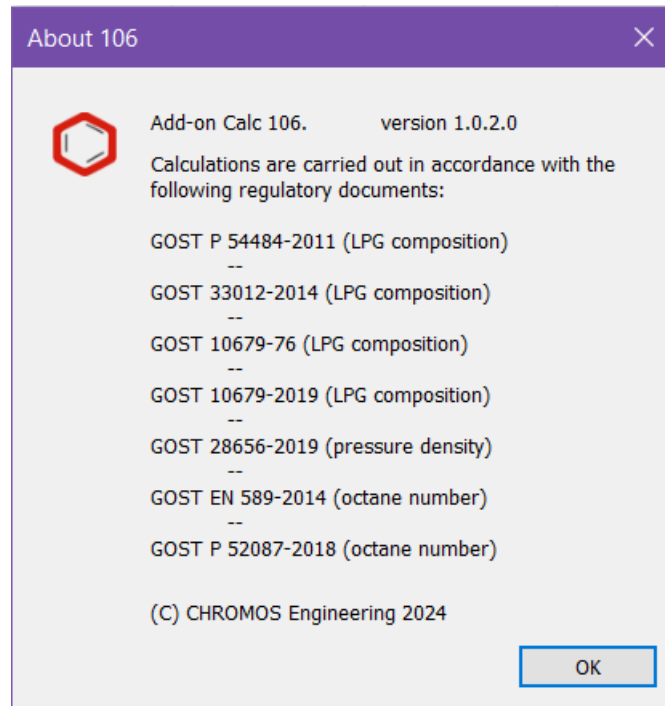 About 106
Add-on Calc 106. version 1.0.2.0
Calculations are carried out in accordance with the
following regulatory documents:
GOST P 54484-2011 (LPG composition)
--
GOST 33012-2014 (LPG composition)
--
GOST 10679-76 (LPG composition)
--
GOST 10679-2019 (LPG composition)
--
GOST 28656-2019 (pressure density)
--
GOST EN 589-2014 (octane number)
--
GOST P 52087-2018 (octane number)
(C) CHROMOS Engineering 2024
OK